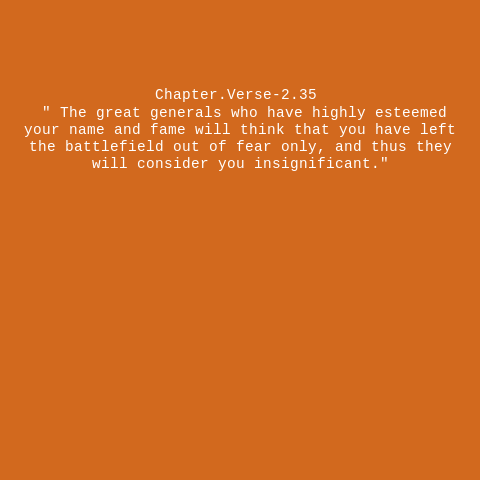 Chapter.Verse-2.35
" The great generals who have highly esteemed
your name and fame will think that you have left
the battlefield out of fear only, and thus they
will consider you insignificant."